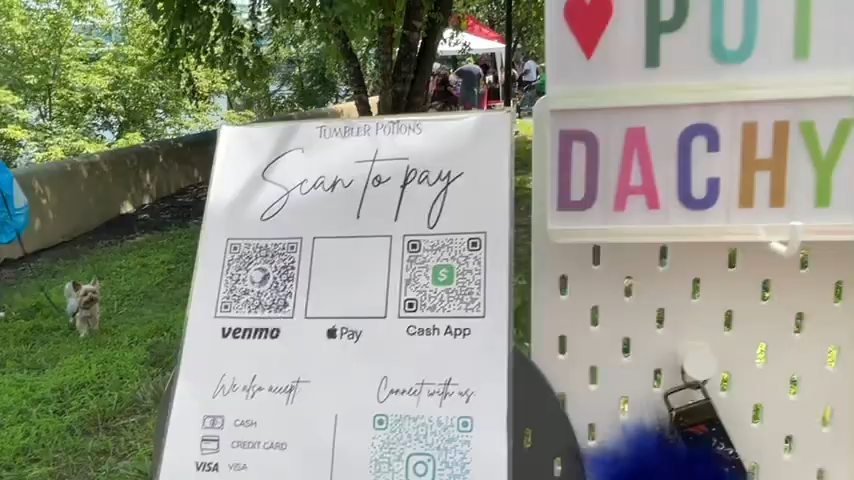 TUMBLER POTIONS
Scan to pay
venmo
Pay
Cash App
We also accept:
CASH
CREDIT CARD
VISA VISA
Connect with us:
POT
DACHY